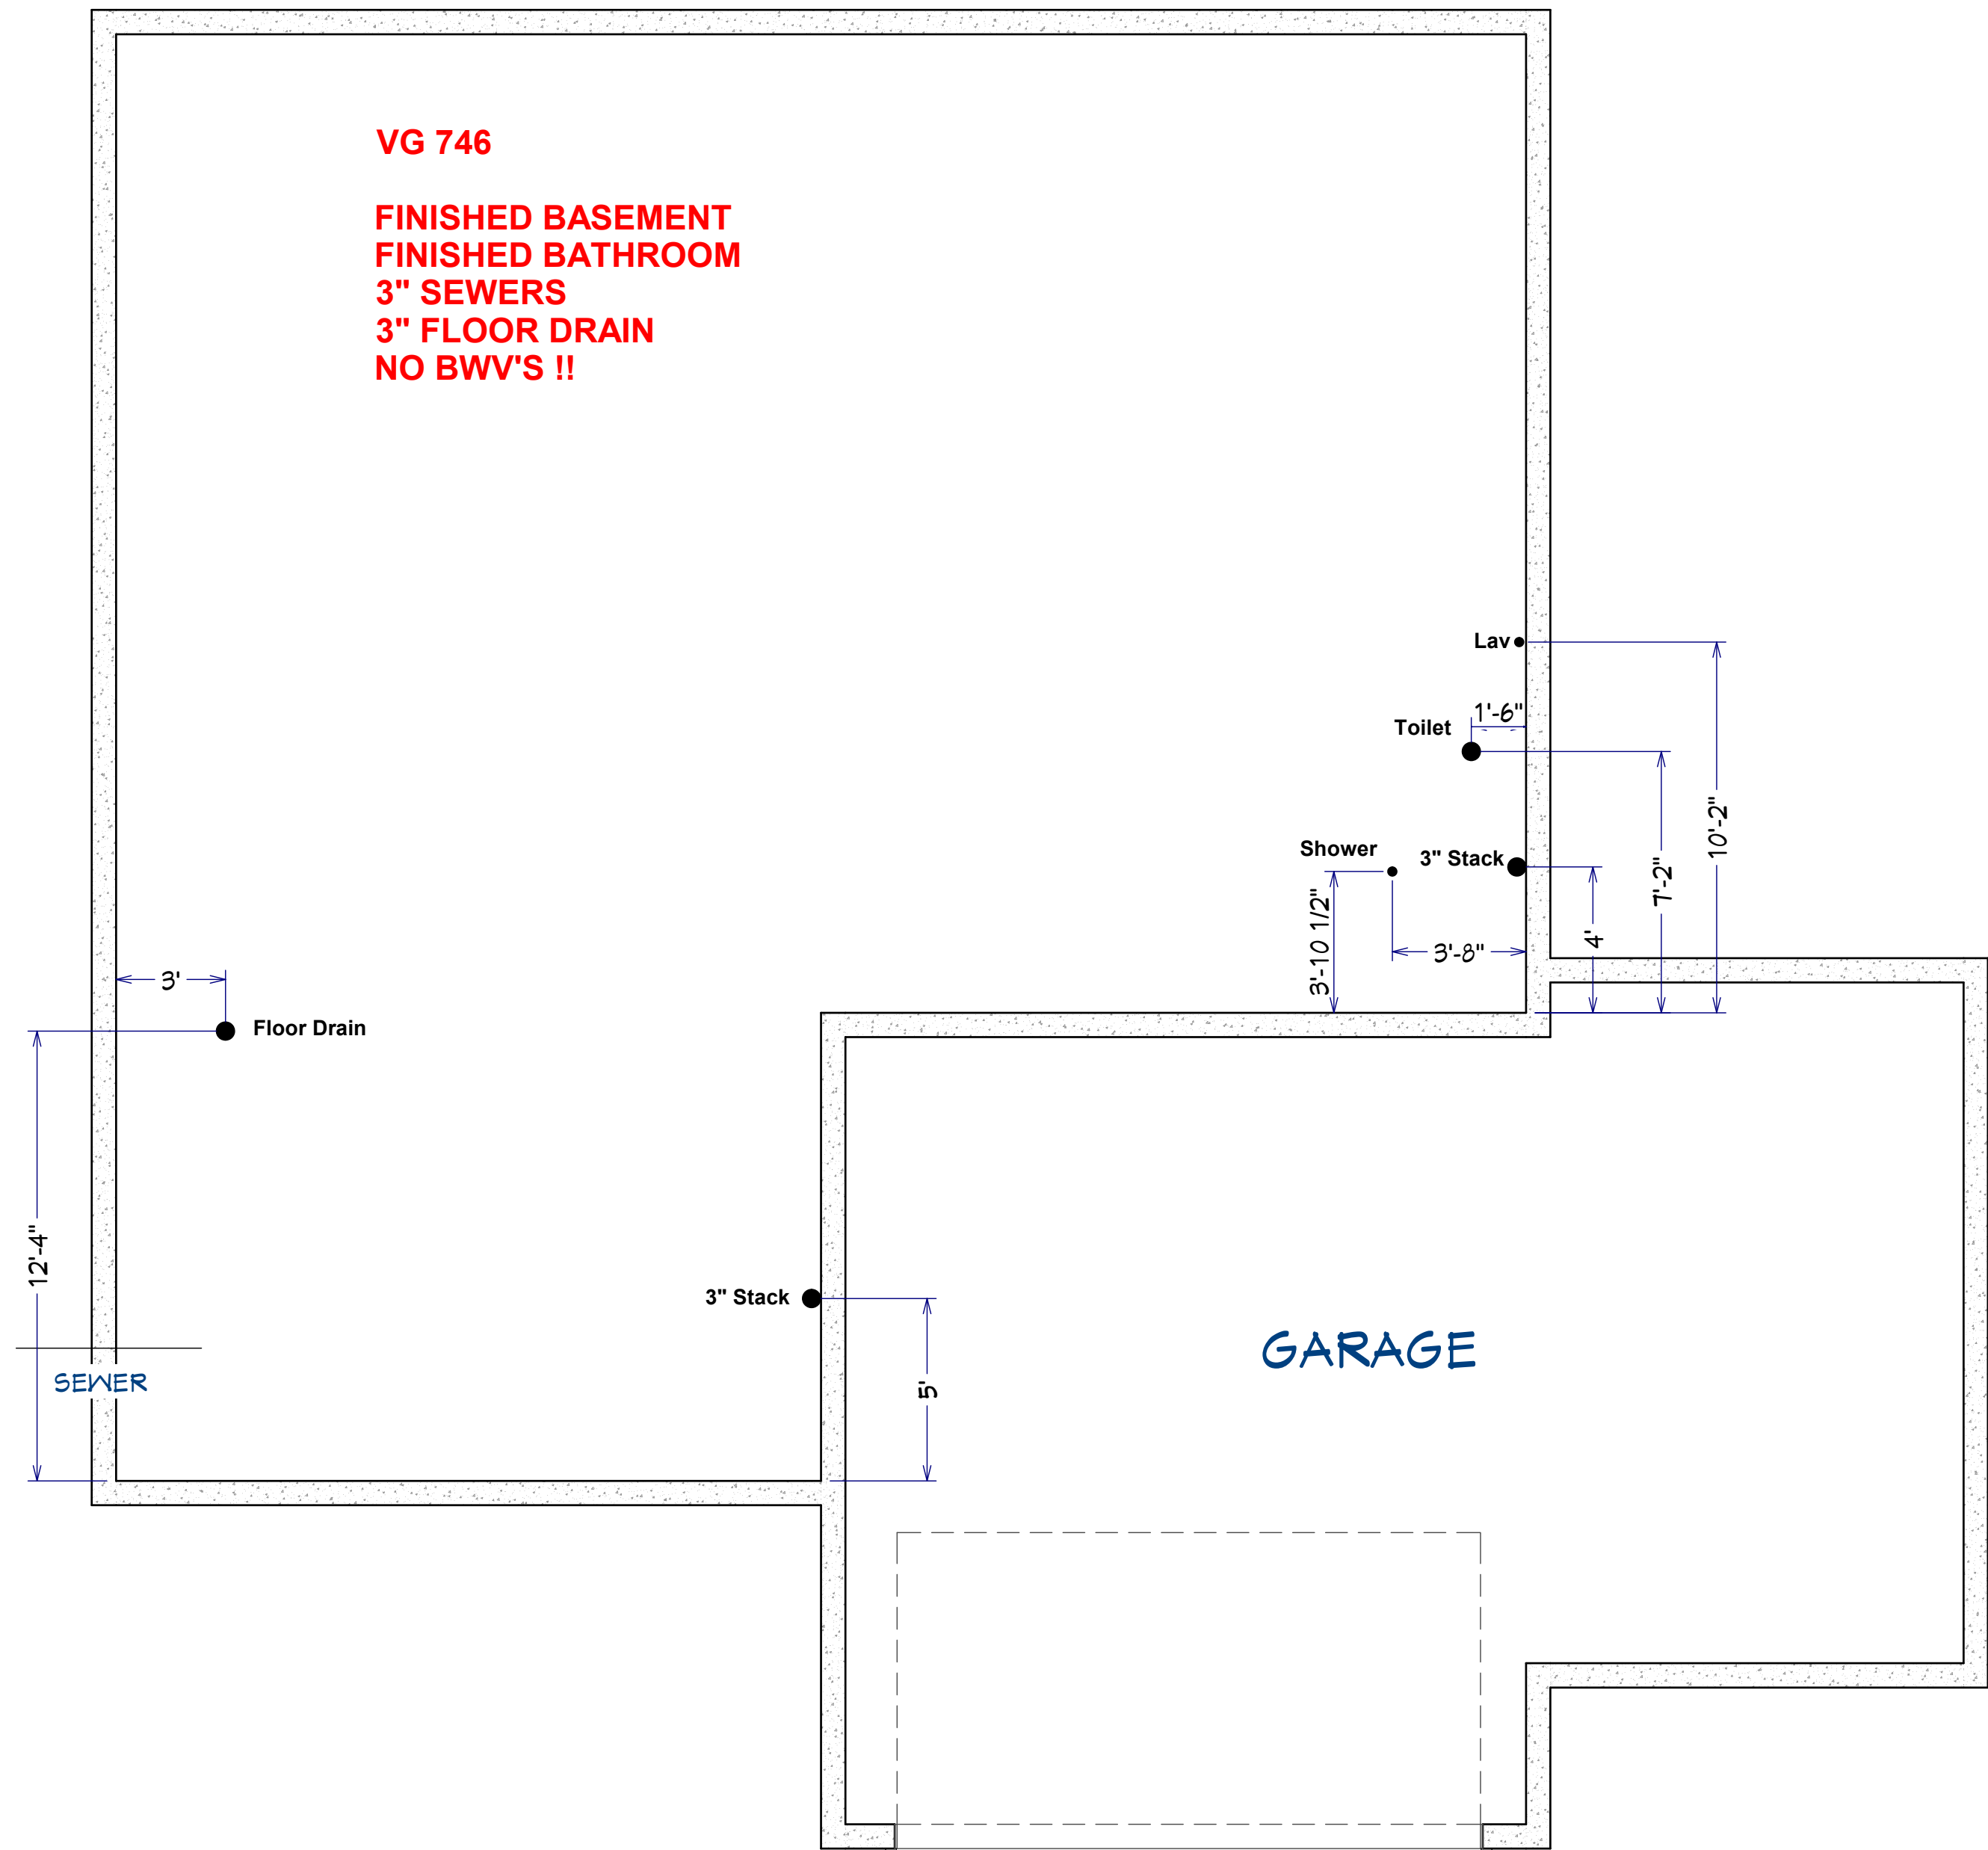 VG 746
FINISHED BASEMENT
FINISHED BATHROOM
3" SEWERS
3" FLOOR DRAIN
NO BWV'S !!
Lav
1'-6"
Toilet
10'-2"
7'-2"
Shower
3" Stack
3'-10 1/2"
4'
3'-8"
3'
Floor Drain
12'-4"
3" Stack
GARAGE
SEWER
5'